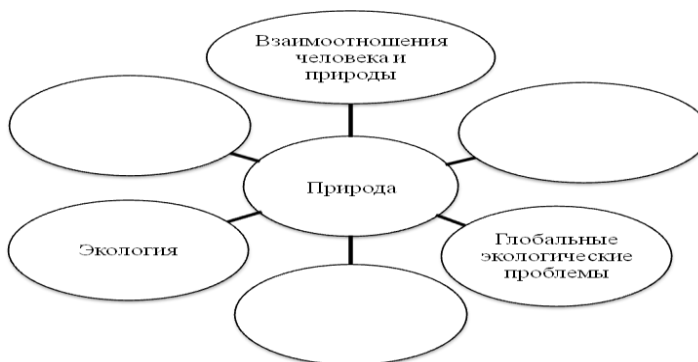 Взаимоотношения
человека и
природы
Природа
Экология
Глобальные
экологические
проблемы